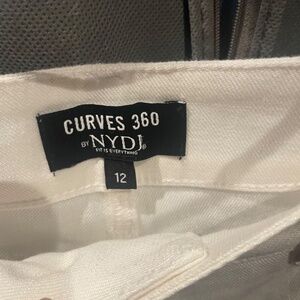 CURVES 360
BY NYDJ®
FIT IS EVERYTHING
12